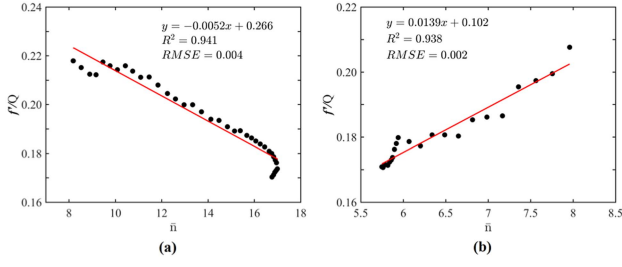 y = −0.0052x + 0.266
R² = 0.941
RMSE = 0.004
0.24
0.22
0.20
0.18
0.16
f'/Q
8 10 12 14 16 18
n̄
(a)
y = 0.0139x + 0.102
R² = 0.938
RMSE = 0.002
0.22
0.20
0.18
0.16
f'/Q
5.5 6 6.5 7 7.5 8 8.5
n̄
(b)